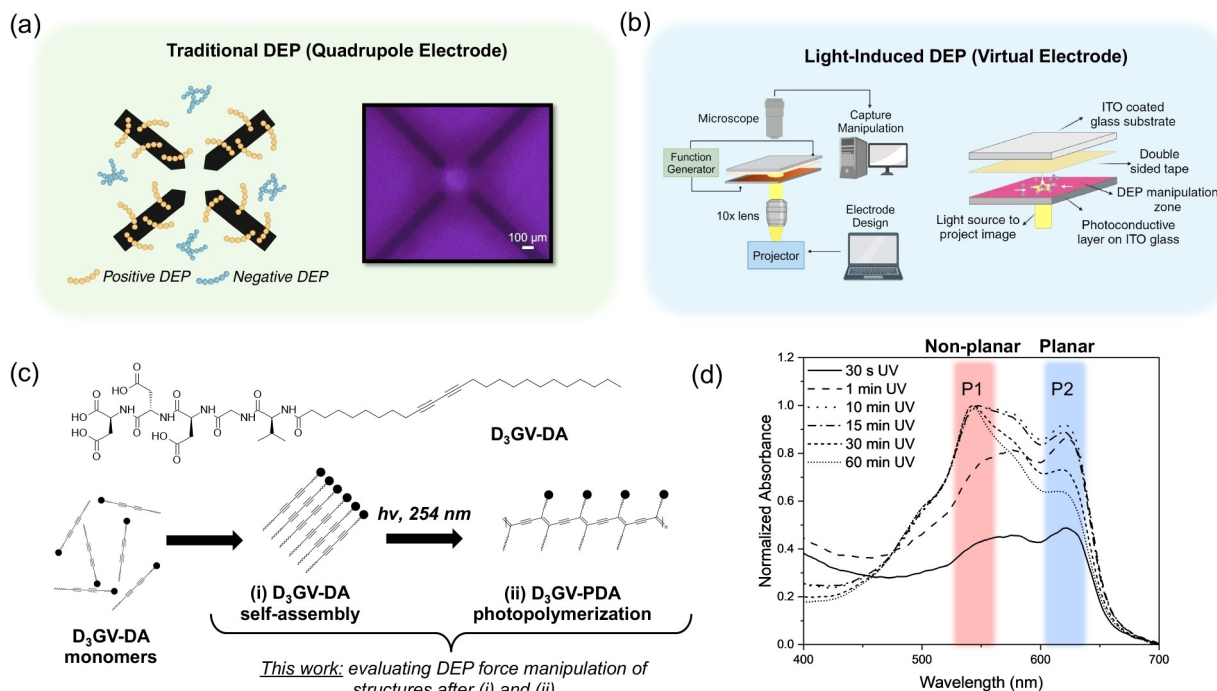 (a)
Traditional DEP (Quadrupole Electrode)
100 µm
Positive DEP
Negative DEP
(b)
Light-Induced DEP (Virtual Electrode)
Microscope
Function
Generator
10x lens
Projector
Capture
Manipulation
Electrode
Design
ITO coated
glass substrate
Double
sided tape
DEP manipulation
zone
Light source to
project image
Photoconductive
layer on ITO glass
(c)
HO
O
O
HO
O
HO
O
N
H
O
H
N
O
HO
O
N
H
O
H
N
O
N
H
O
D₃GV-DA
D₃GV-DA
monomers
(i) D₃GV-DA
self-assembly
hv, 254 nm
n
(ii) D₃GV-PDA
photopolymerization
This work: evaluating DEP force manipulation of
structures after (i) and (ii)
(d)
Non-planar
Planar
P1
P2
30 s UV
1 min UV
10 min UV
15 min UV
30 min UV
60 min UV
Normalized Absorbance
1.2
1.0
0.8
0.6
0.4
0.2
0.0
400
500
600
700
Wavelength (nm)